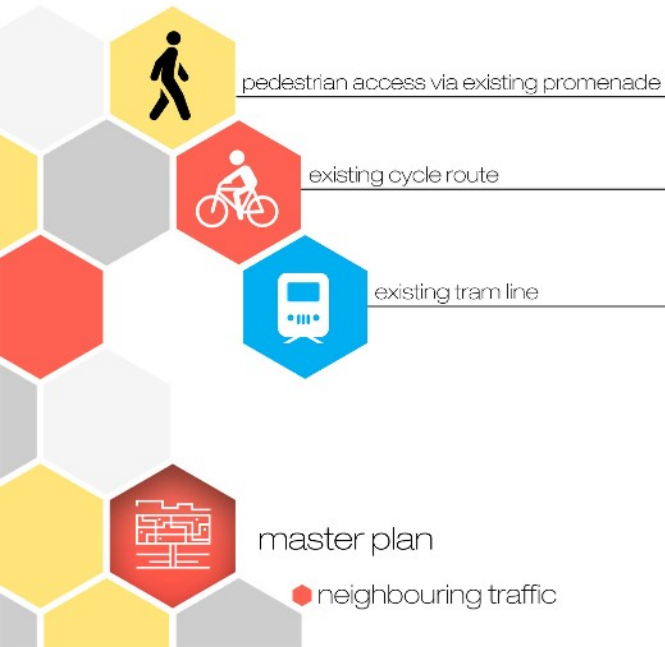 pedestrian access via existing promenade
existing cycle route
existing tram line
master plan
neighbouring traffic